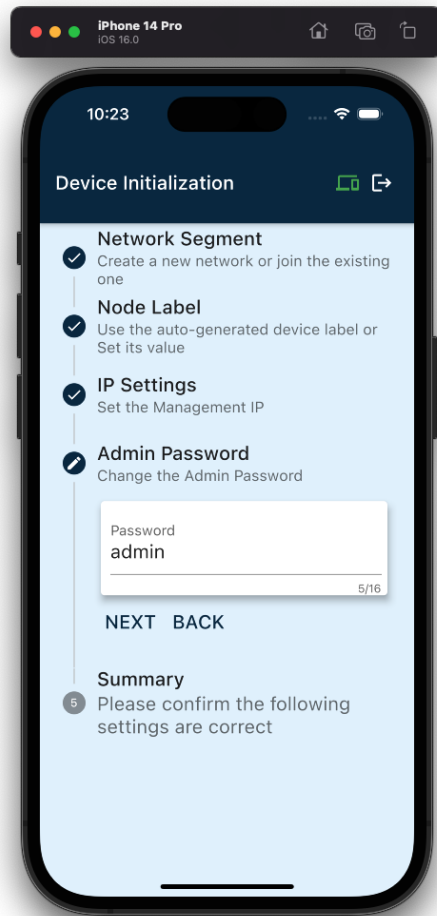 iPhone 14 Pro
iOS 16.0
10:23
Device Initialization
Network Segment
Create a new network or join the existing
one
Node Label
Use the auto-generated device label or
Set its value
IP Settings
Set the Management IP
Admin Password
Change the Admin Password
Password
admin
5/16
NEXT BACK
Summary
5
Please confirm the following
settings are correct